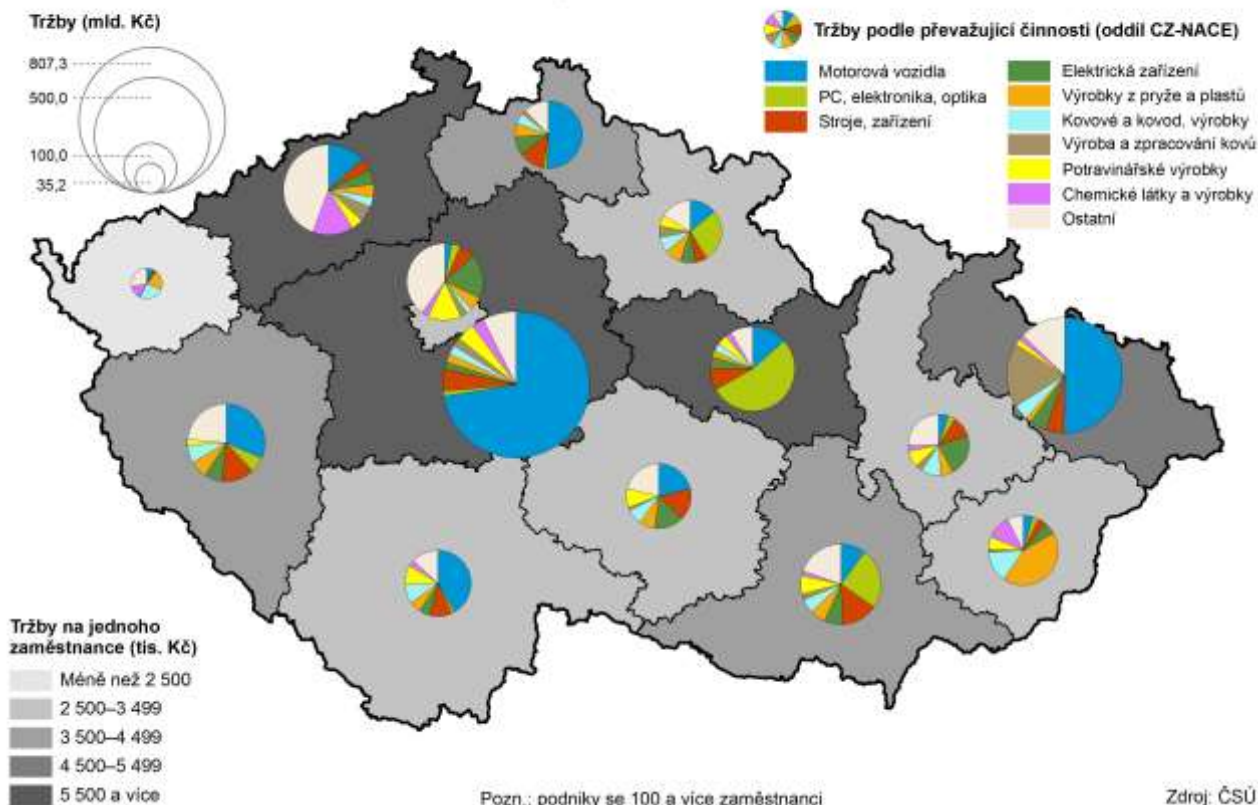 Tržby (mld. Kč)
807,3
500,0
100,0
35,2
Tržby podle převažující činnosti (oddíl CZ-NACE)
Motorová vozidla
PC, elektronika, optika
Stroje, zařízení
Elektrická zařízení
Výrobky z pryže a plastů
Kovové a kovod. výrobky
Výroba a zpracování kovů
Potravinářské výrobky
Chemické látky a výrobky
Ostatní
Tržby na jednoho
zaměstnance (tis. Kč)
Méně než 2 500
2 500–3 499
3 500–4 499
4 500–5 499
5 500 a více
Pozn.: podniky se 100 a více zaměstnanci
Zdroj: ČSÚ